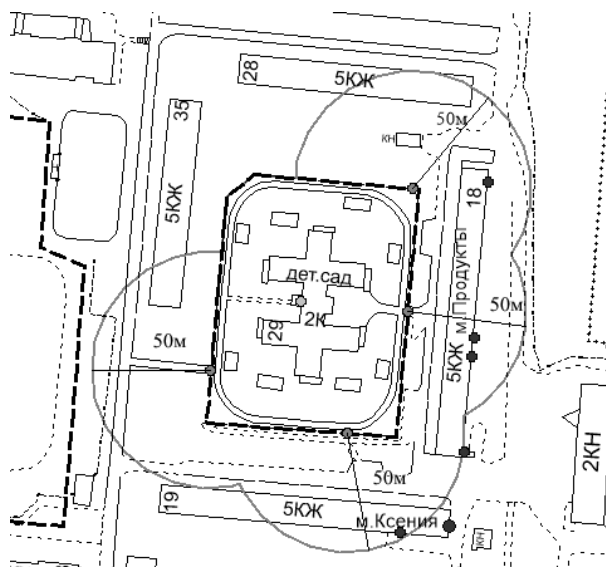 28
5КЖ
35
5КЖ
50м
кн
18
м.Продукты
5КЖ
дет.сад
2К
29
50м
50м
50м
19
5КЖ
м.Ксения
кн
2КН